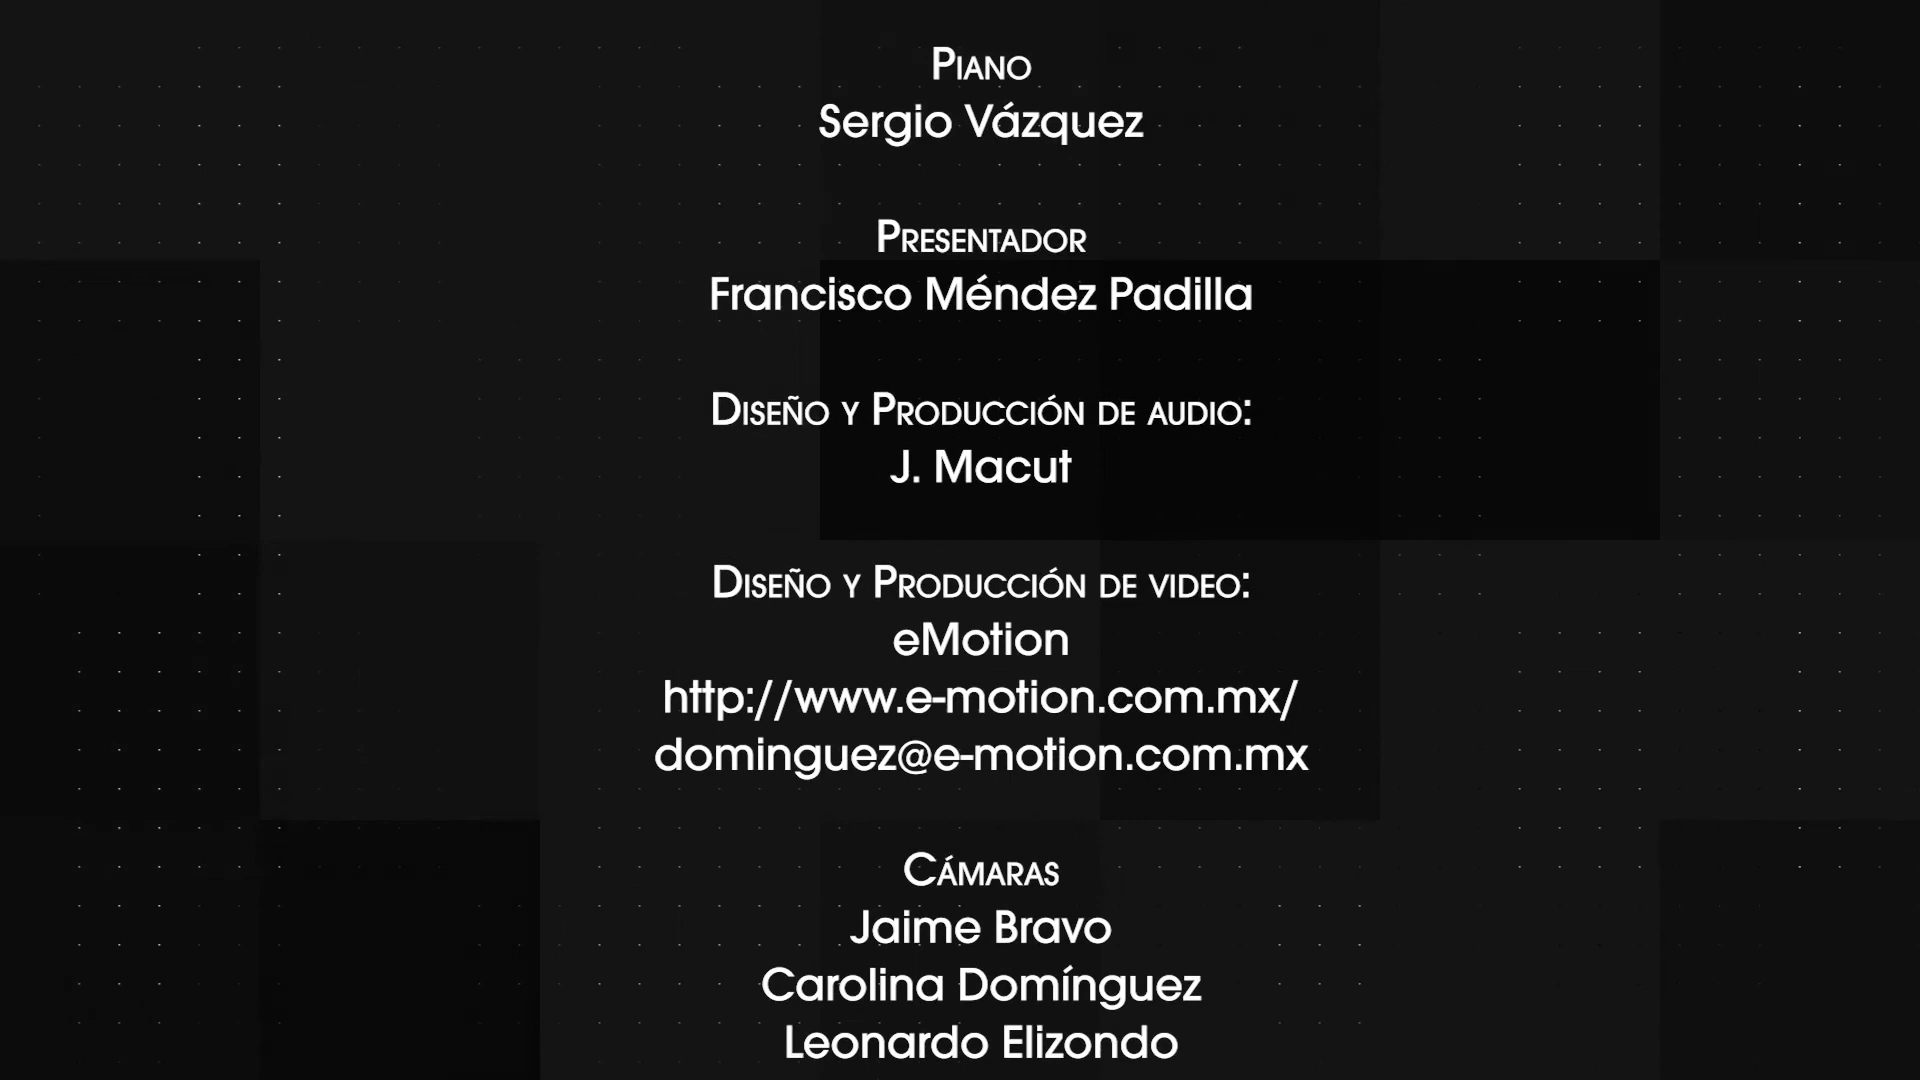 Piano
Sergio Vázquez
Presentador
Francisco Méndez Padilla
Diseño y Producción de audio:
J. Macut
Diseño y Producción de video:
eMotion
http://www.e-motion.com.mx/
dominguez@e-motion.com.mx
Cámaras
Jaime Bravo
Carolina Domínguez
Leonardo Elizondo